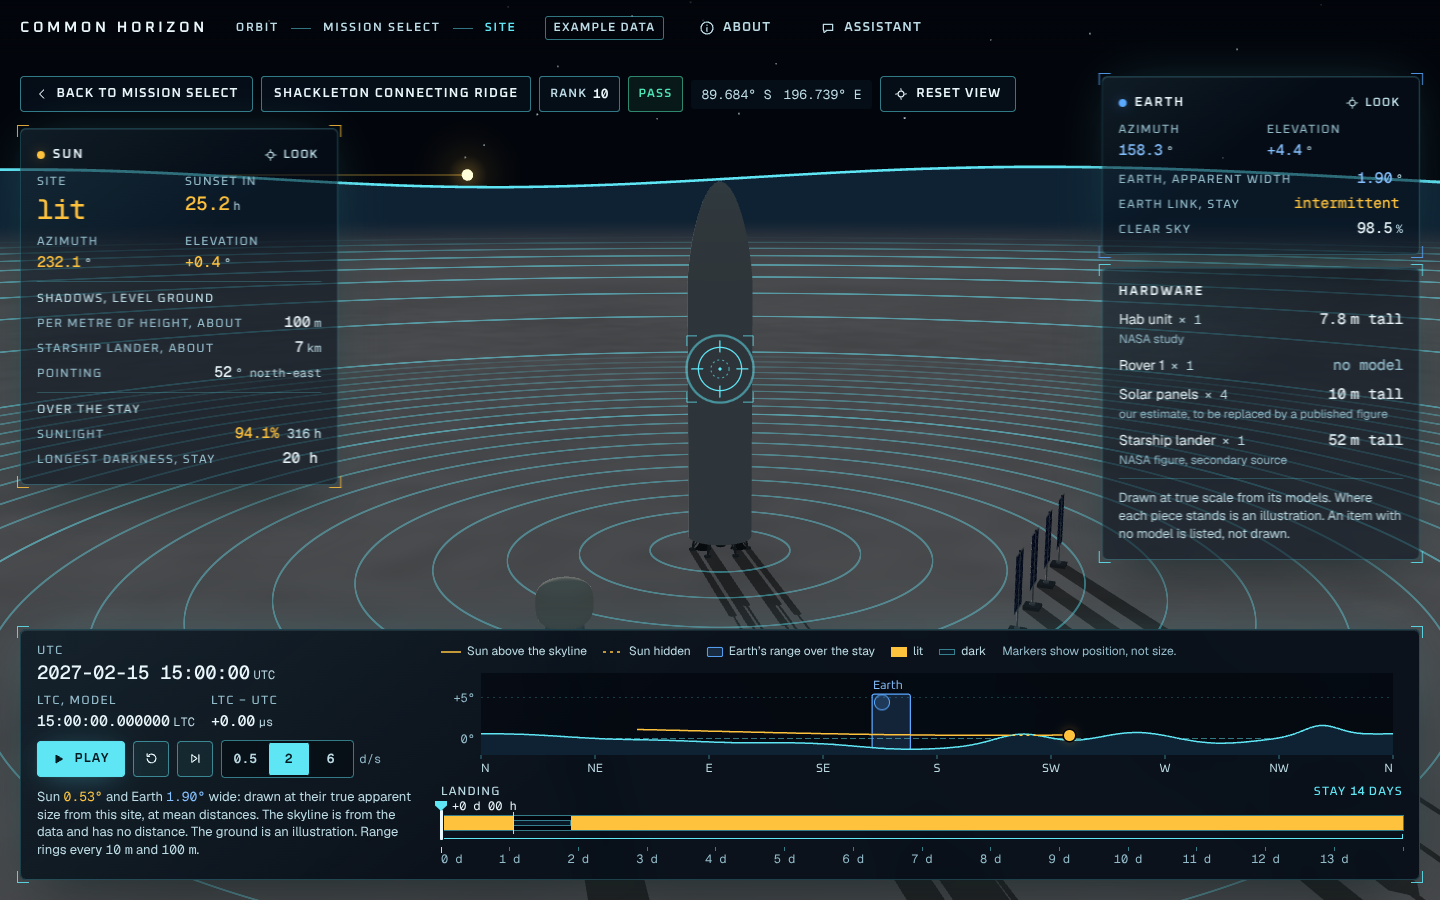 COMMON HORIZON
ORBIT — MISSION SELECT — SITE
EXAMPLE DATA
ABOUT
ASSISTANT
BACK TO MISSION SELECT
SHACKLETON CONNECTING RIDGE
RANK 10
PASS
89.684° S 196.739° E
RESET VIEW
SUN
LOOK
SITE
SUNSET IN
lit
25.2 h
AZIMUTH
ELEVATION
232.1 °
+0.4 °
SHADOWS, LEVEL GROUND
PER METRE OF HEIGHT, ABOUT 100 m
STARSHIP LANDER, ABOUT 7 km
POINTING 52 ° north-east
OVER THE STAY
SUNLIGHT 94.1% 316 h
LONGEST DARKNESS, STAY 20 h
EARTH
LOOK
AZIMUTH
ELEVATION
158.3 °
+4.4 °
EARTH, APPARENT WIDTH 1.90 °
EARTH LINK, STAY intermittent
CLEAR SKY 98.5 %
HARDWARE
Hab unit × 1 7.8 m tall
NASA study
Rover 1 × 1 no model
Solar panels × 4 10 m tall
our estimate, to be replaced by a published figure
Starship lander × 1 52 m tall
NASA figure, secondary source
Drawn at true scale from its models. Where
each piece stands is an illustration. An item with
no model is listed, not drawn.
UTC
2027-02-15 15:00:00 UTC
LTC, MODEL
LTC − UTC
15:00:00.000000 LTC
+0.00 µs
PLAY
0.5 2 6 d/s
Sun 0.53° and Earth 1.90° wide: drawn at their true apparent
size from this site, at mean distances. The skyline is from the
data and has no distance. The ground is an illustration. Range
rings every 10 m and 100 m.
Sun above the skyline
Sun hidden
Earth's range over the stay
lit
dark
Markers show position, not size.
Earth
+5°
0°
N NE E SE S SW W NW N
LANDING
STAY 14 DAYS
+0 d 00 h
0 d 1 d 2 d 3 d 4 d 5 d 6 d 7 d 8 d 9 d 10 d 11 d 12 d 13 d